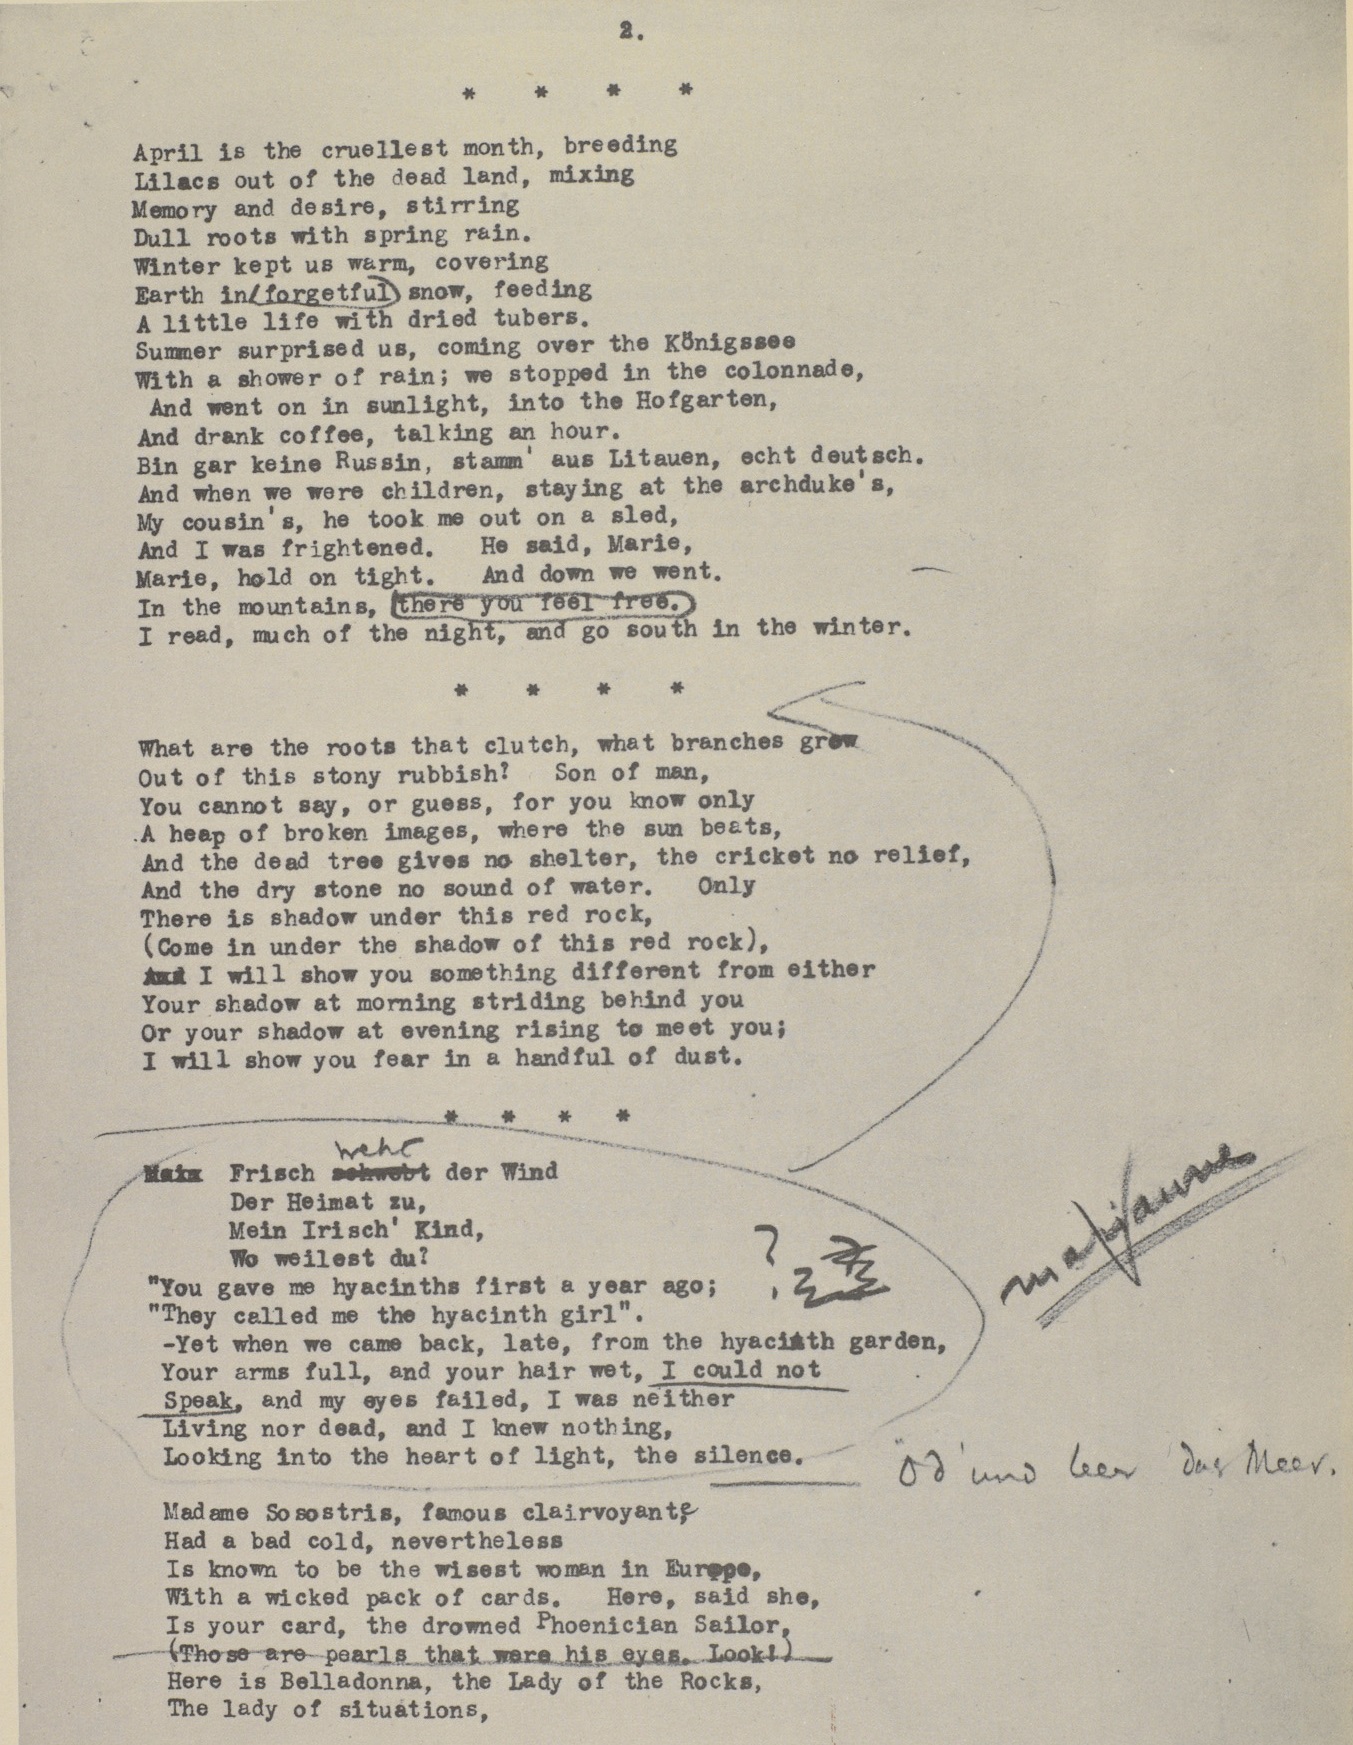 2.
* * * *
April is the cruellest month, breeding
Lilacs out of the dead land, mixing
Memory and desire, stirring
Dull roots with spring rain.
Winter kept us warm, covering
Earth in forgetful snow, feeding
A little life with dried tubers.
Summer surprised us, coming over the Königssee
With a shower of rain; we stopped in the colonnade,
And went on in sunlight, into the Hofgarten,
And drank coffee, talking an hour.
Bin gar keine Russin, stamm' aus Litauen, echt deutsch.
And when we were children, staying at the archduke's,
My cousin's, he took me out on a sled,
And I was frightened. He said, Marie,
Marie, hold on tight. And down we went.
In the mountains, there you feel free.
I read, much of the night, and go south in the winter.
* * * *
What are the roots that clutch, what branches grow
Out of this stony rubbish? Son of man,
You cannot say, or guess, for you know only
A heap of broken images, where the sun beats,
And the dead tree gives no shelter, the cricket no relief,
And the dry stone no sound of water. Only
There is shadow under this red rock,
(Come in under the shadow of this red rock),
And I will show you something different from either
Your shadow at morning striding behind you
Or your shadow at evening rising to meet you;
I will show you fear in a handful of dust.
* * * *
weht
Mein Frisch schwebt der Wind
Der Heimat zu,
Mein Irisch' Kind,
Wo weilest du?
"You gave me hyacinths first a year ago;
?
"They called me the hyacinth girl".
-Yet when we came back, late, from the hyacinth garden,
Your arms full, and your hair wet, I could not
Speak, and my eyes failed, I was neither
Living nor dead, and I knew nothing,
Looking into the heart of light, the silence.
Öd' und leer das Meer.
Madame Sosostris, famous clairvoyante
Had a bad cold, nevertheless
Is known to be the wisest woman in Europe,
With a wicked pack of cards. Here, said she,
Is your card, the drowned Phoenician Sailor,
(Those are pearls that were his eyes. Look!)
Here is Belladonna, the Lady of the Rocks,
The lady of situations,